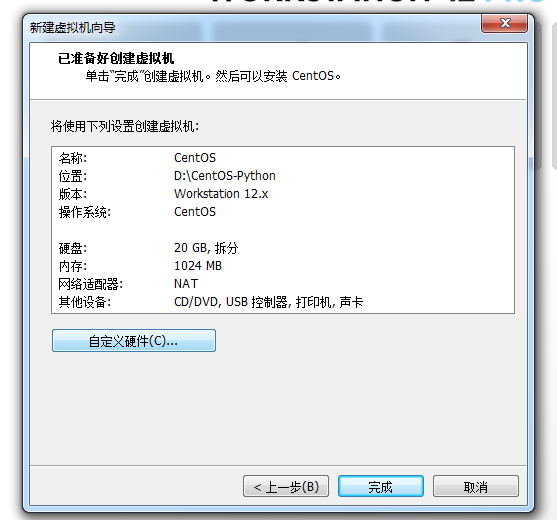 WORKSTATION 12 PRO
新建虚拟机向导
已准备好创建虚拟机
单击“完成”创建虚拟机。然后可以安装 CentOS。
将使用下列设置创建虚拟机:
名称: CentOS
位置: D:\CentOS-Python
版本: Workstation 12.x
操作系统: CentOS
硬盘: 20 GB, 拆分
内存: 1024 MB
网络适配器: NAT
其他设备: CD/DVD, USB 控制器, 打印机, 声卡
自定义硬件(C)...
< 上一步(B) 完成 取消